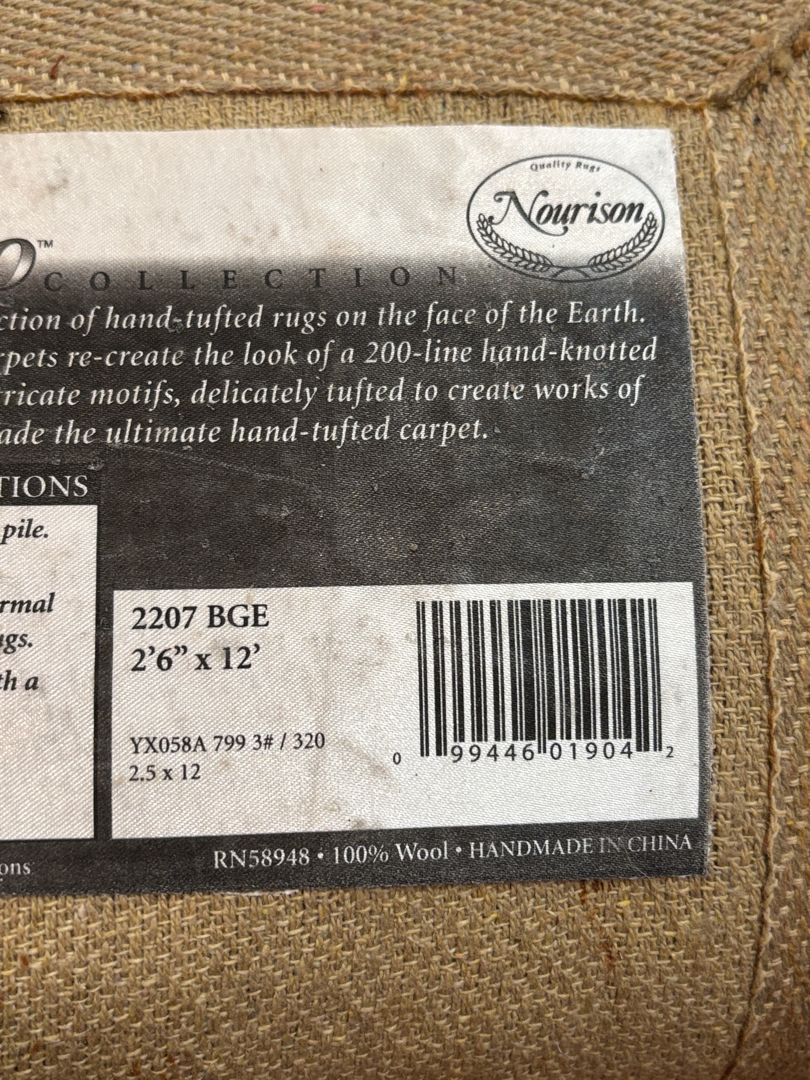 Quality Rugs
Nourison
™
COLLECTION
ction of hand-tufted rugs on the face of the Earth.
rpets re-create the look of a 200-line hand-knotted
ricate motifs, delicately tufted to create works of
ade the ultimate hand-tufted carpet.
TIONS
pile.
rmal
ugs.
th a
2207 BGE
2'6" x 12'
YX058A 799 3# / 320
2.5 x 12
0 99446 01904 2
ons
RN58948 • 100% Wool • HANDMADE IN CHINA